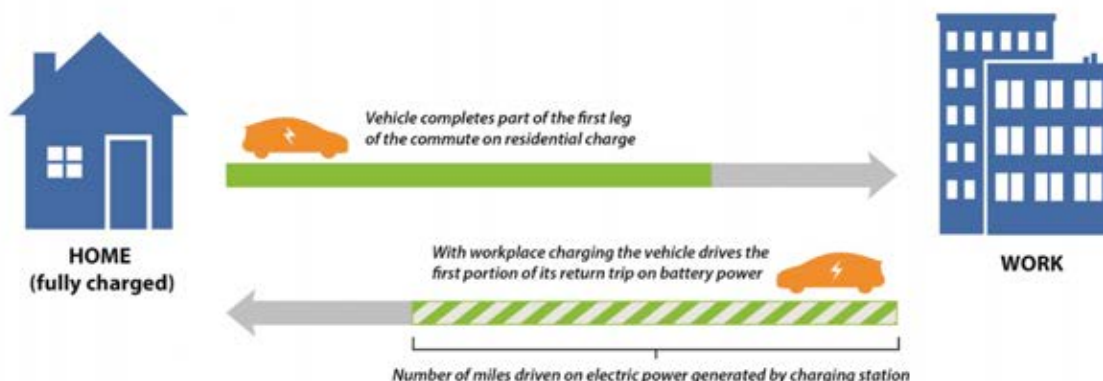 Vehicle completes part of the first leg
of the commute on residential charge
HOME
(fully charged)
With workplace charging the vehicle drives the
first portion of its return trip on battery power
WORK
Number of miles driven on electric power generated by charging station